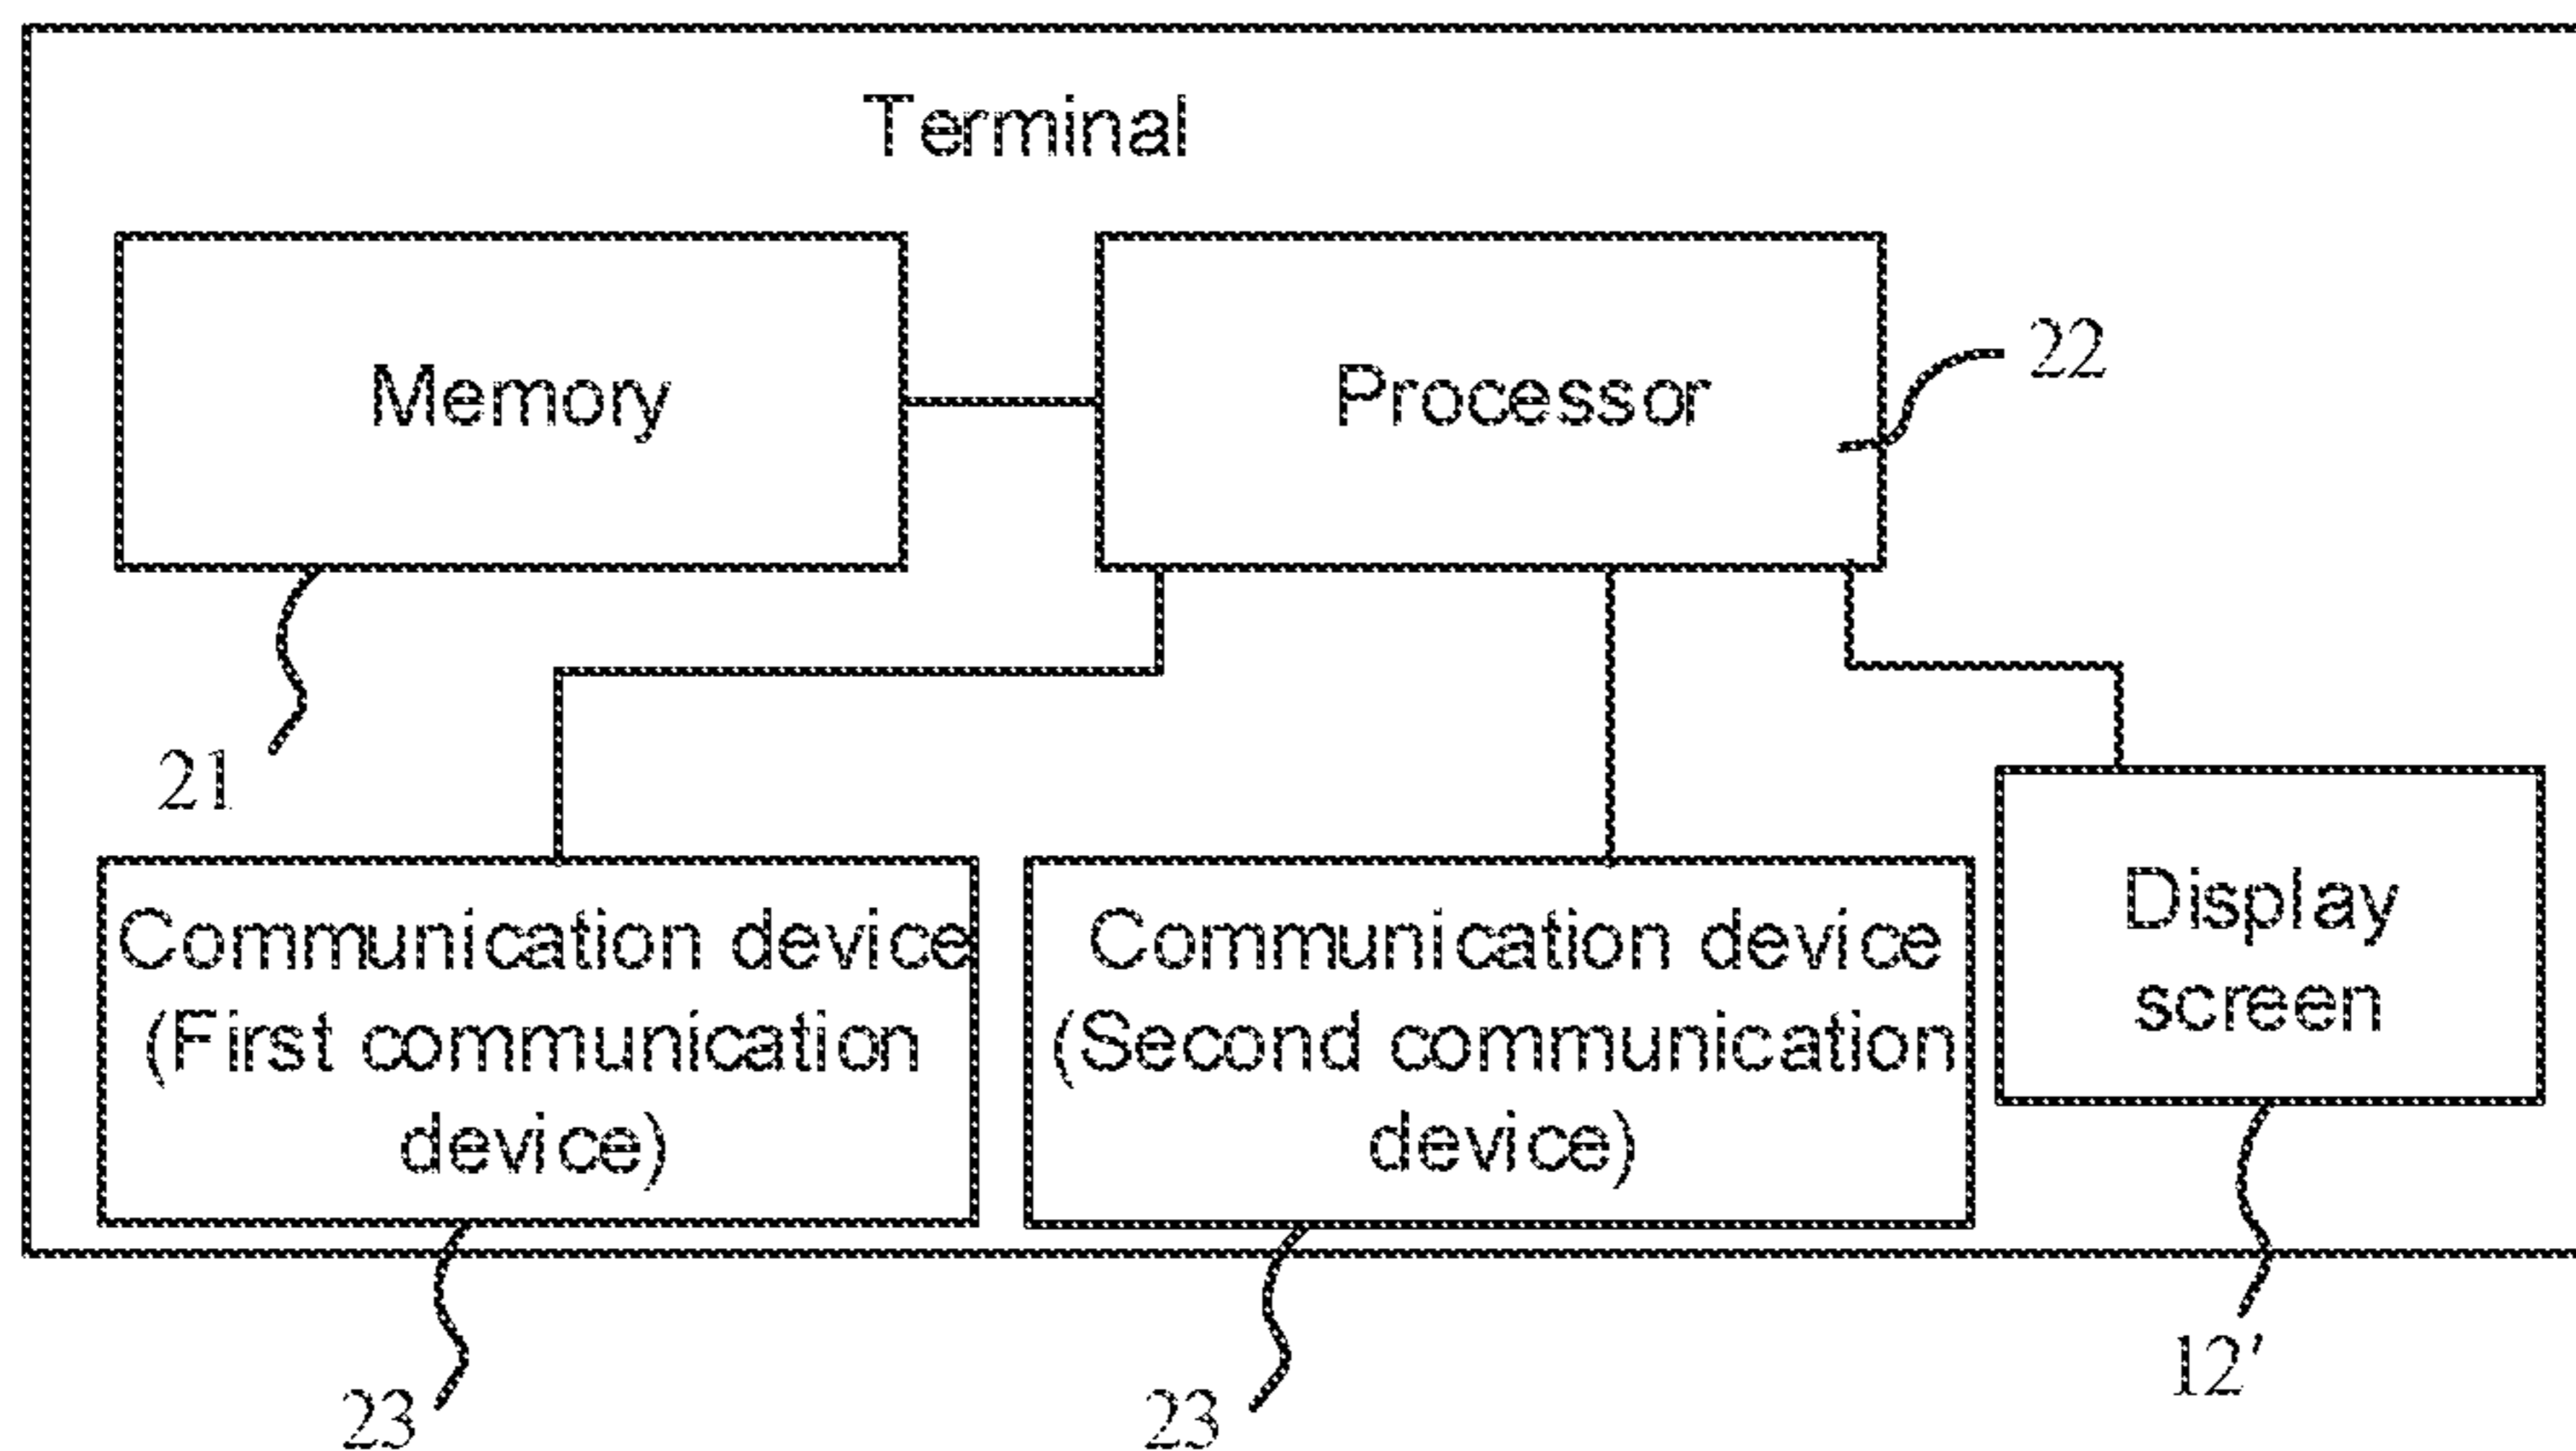 Terminal
Memory
Processor
22
21
Communication device
(First communication
device)
Communication device
(Second communication
device)
Display
screen
23
23
12'